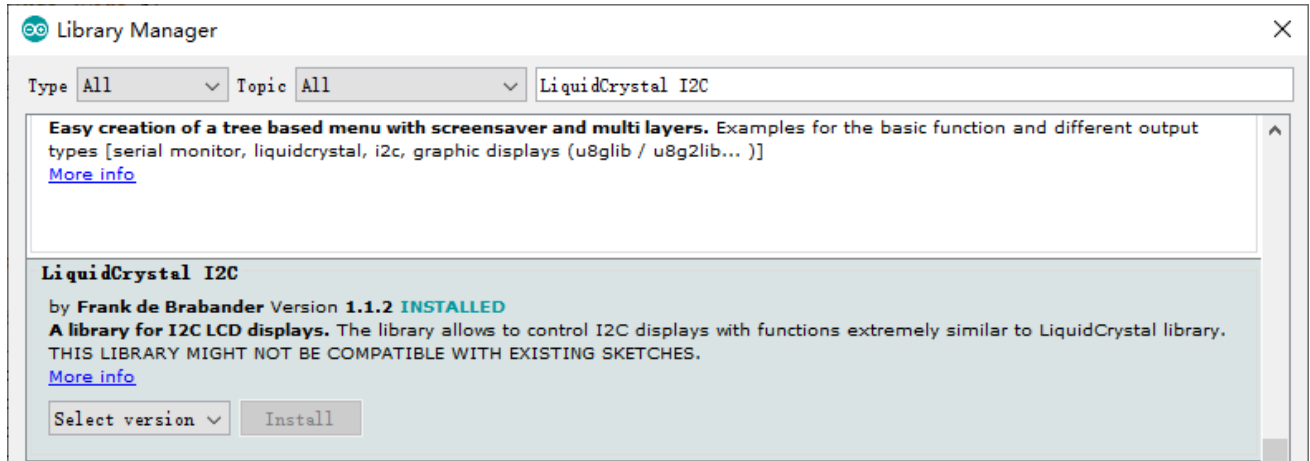 Library Manager
Type All Topic All LiquidCrystal I2C
Easy creation of a tree based menu with screensaver and multi layers. Examples for the basic function and different output
types [serial monitor, liquidcrystal, i2c, graphic displays (u8glib / u8g2lib... )]
More info
LiquidCrystal I2C
by Frank de Brabander Version 1.1.2 INSTALLED
A library for I2C LCD displays. The library allows to control I2C displays with functions extremely similar to LiquidCrystal library.
THIS LIBRARY MIGHT NOT BE COMPATIBLE WITH EXISTING SKETCHES.
More info
Select version Install